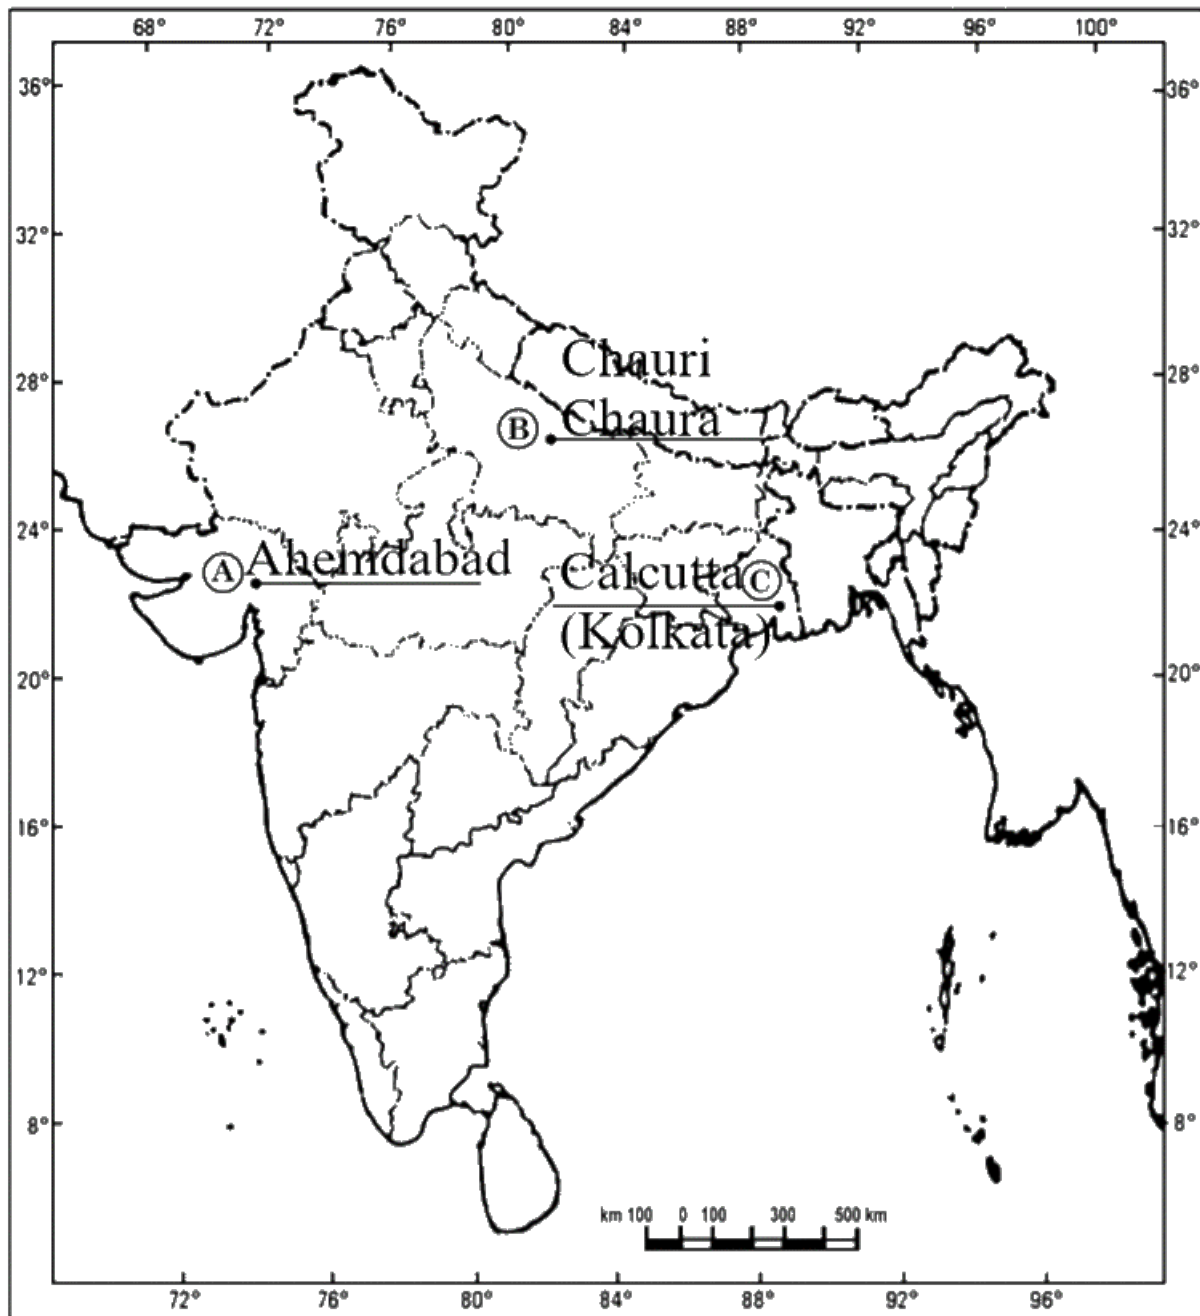 68° 72° 76° 80° 84° 88° 92° 96° 100°
36° 36°
32° 32°
28° 28°
Chauri
B Chaura
24° 24°
A Ahemdabad
Calcutta C
(Kolkata)
20° 20°
16° 16°
12° 12°
8° 8°
km 100 0 100 300 500 km
72° 76° 80° 84° 88° 92° 96°